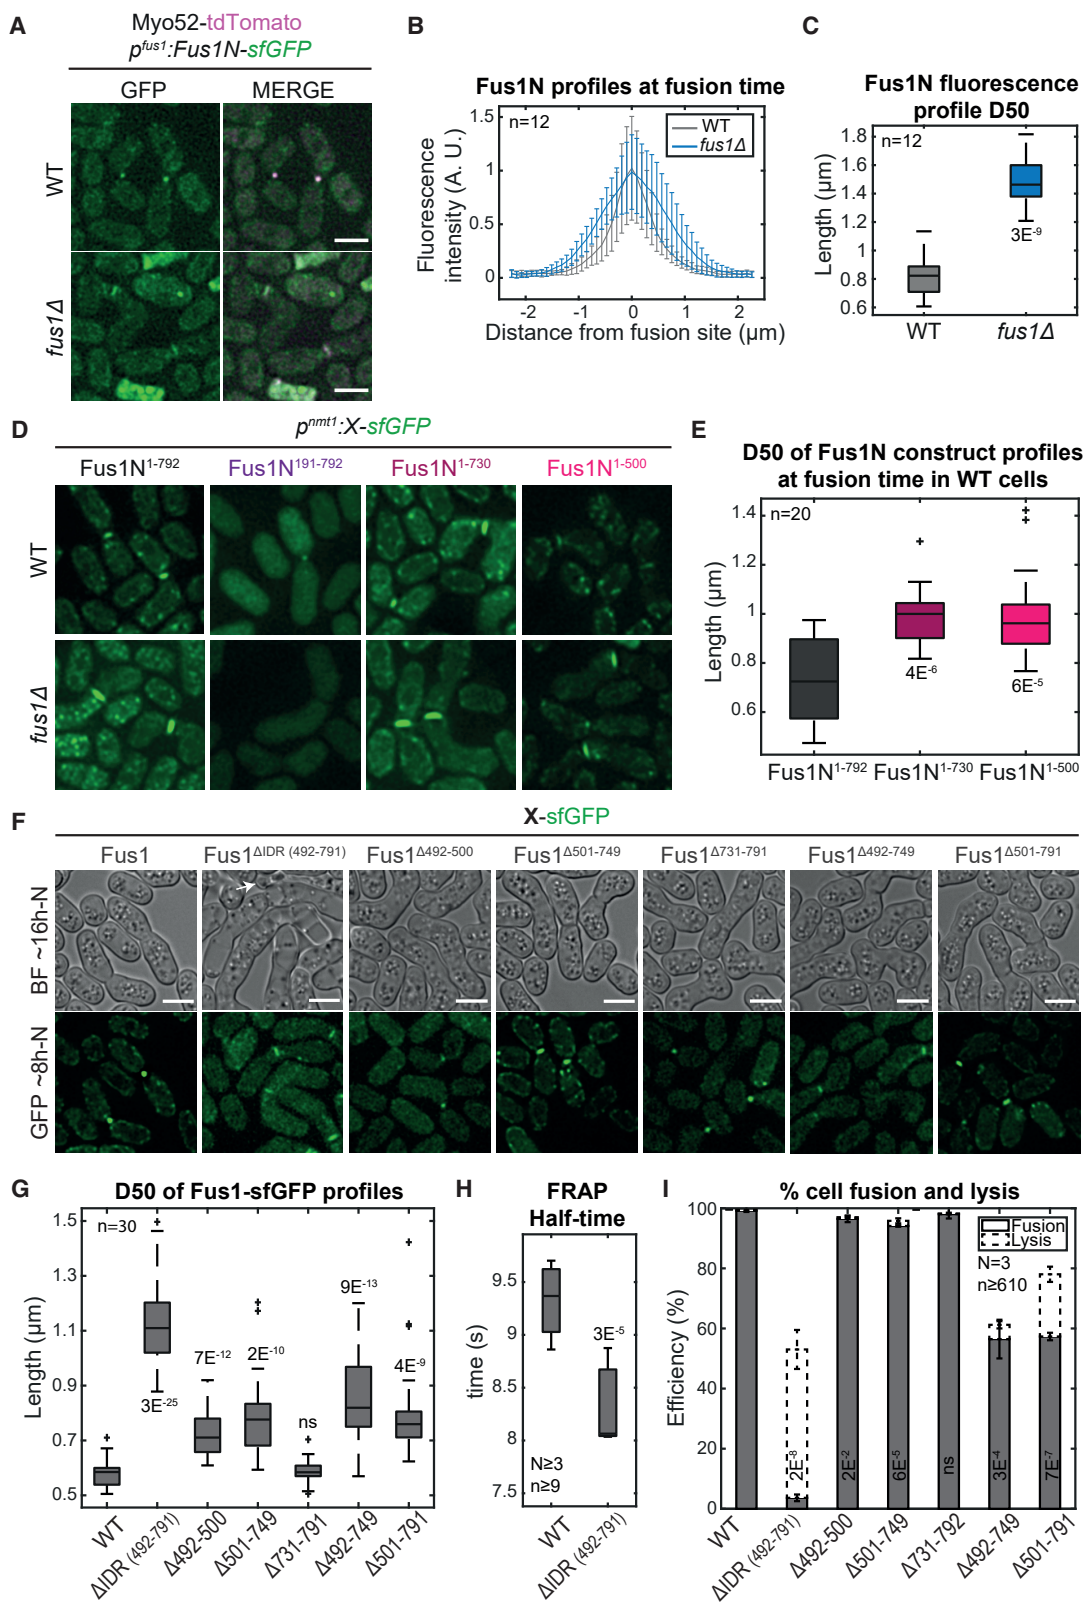 A
Myo52-tdTomato
pfus1:Fus1N-sfGFP
GFP MERGE
WT
fus1Δ
B
Fus1N profiles at fusion time
n=12
WT
fus1Δ
Fluorescence intensity (A. U.)
1.5
1
0.5
0
-2 -1 0 1 2
Distance from fusion site (µm)
C
Fus1N fluorescence
profile D50
n=12
Length (µm)
1.8
1.6
1.4
1.2
1
0.8
0.6
3E-9
WT fus1Δ
D
pnmt1:X-sfGFP
Fus1N1-792 Fus1N191-792 Fus1N1-730 Fus1N1-500
WT
fus1Δ
E
D50 of Fus1N construct profiles
at fusion time in WT cells
n=20
Length (µm)
1.4
1.2
1
0.8
0.6
4E-6
6E-5
Fus1N1-792 Fus1N1-730 Fus1N1-500
F
X-sfGFP
Fus1 Fus1ΔIDR (492-791) Fus1Δ492-500 Fus1Δ501-749 Fus1Δ731-791 Fus1Δ492-749 Fus1Δ501-791
BF ~16h-N
GFP ~8h-N
G
D50 of Fus1-sfGFP profiles
n=30
Length (µm)
1.5
1.3
1.1
0.9
0.7
0.5
3E-25
7E-12
2E-10
ns
9E-13
4E-9
WT
ΔIDR (492-791)
Δ492-500
Δ501-749
Δ731-791
Δ492-749
Δ501-791
H
FRAP
Half-time
time (s)
9.5
9
8.5
8
7.5
3E-5
N≥3
n≥9
WT
ΔIDR (492-791)
I
% cell fusion and lysis
Fusion
Lysis
N=3
n≥610
Efficiency (%)
100
80
60
40
20
0
2E-8
2E-2
6E-5
ns
3E-4
7E-7
WT
ΔIDR (492-791)
Δ492-500
Δ501-749
Δ731-792
Δ492-749
Δ501-791